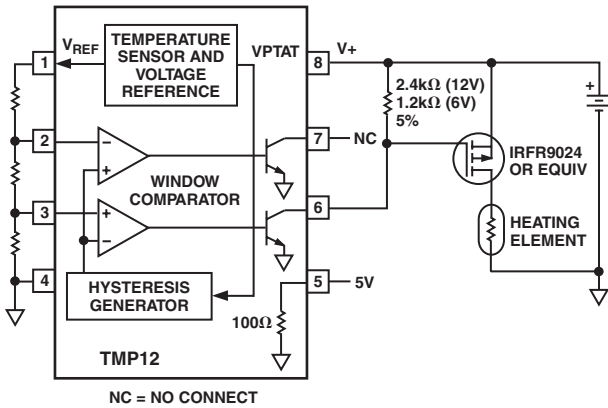 TEMPERATURE
SENSOR AND
VOLTAGE
REFERENCE
VREF
VPTAT
1
8
V+
2.4kΩ (12V)
1.2kΩ (6V)
5%
2
–
+
7
NC
IRFR9024
OR EQUIV
WINDOW
COMPARATOR
3
+
–
6
HEATING
ELEMENT
4
HYSTERESIS
GENERATOR
5
5V
100Ω
TMP12
NC = NO CONNECT
+